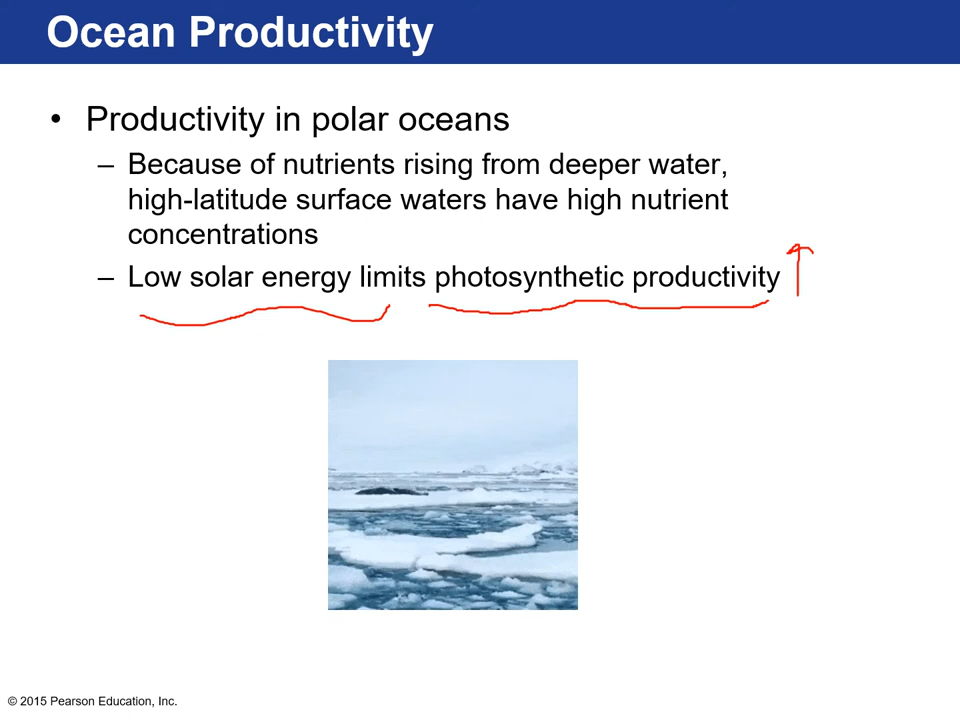 Ocean Productivity
• Productivity in polar oceans
– Because of nutrients rising from deeper water,
high-latitude surface waters have high nutrient
concentrations
– Low solar energy limits photosynthetic productivity
© 2015 Pearson Education, Inc.